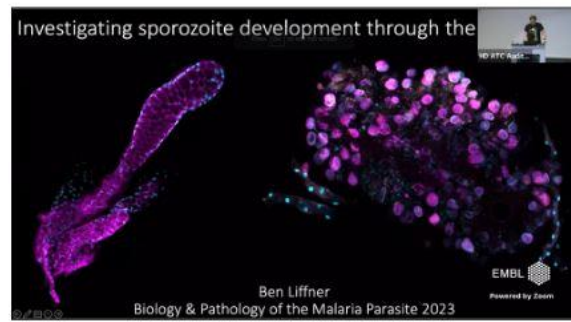 Investigating sporozoite development through the
EMBL
Ben Liffner
Powered by Zoom
Biology & Pathology of the Malaria Parasite 2023